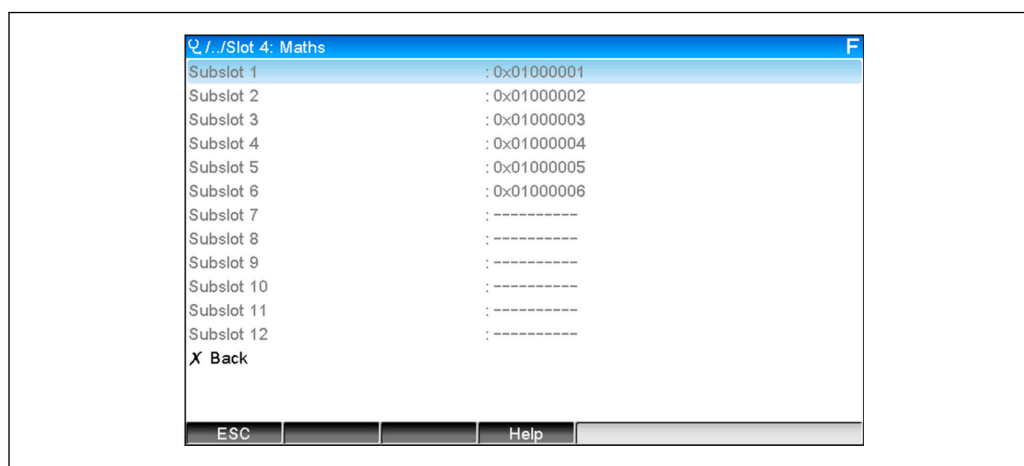 /../Slot 4: Maths F
Subslot 1 : 0x01000001
Subslot 2 : 0x01000002
Subslot 3 : 0x01000003
Subslot 4 : 0x01000004
Subslot 5 : 0x01000005
Subslot 6 : 0x01000006
Subslot 7 : ----------
Subslot 8 : ----------
Subslot 9 : ----------
Subslot 10 : ----------
Subslot 11 : ----------
Subslot 12 : ----------
X Back
ESC Help